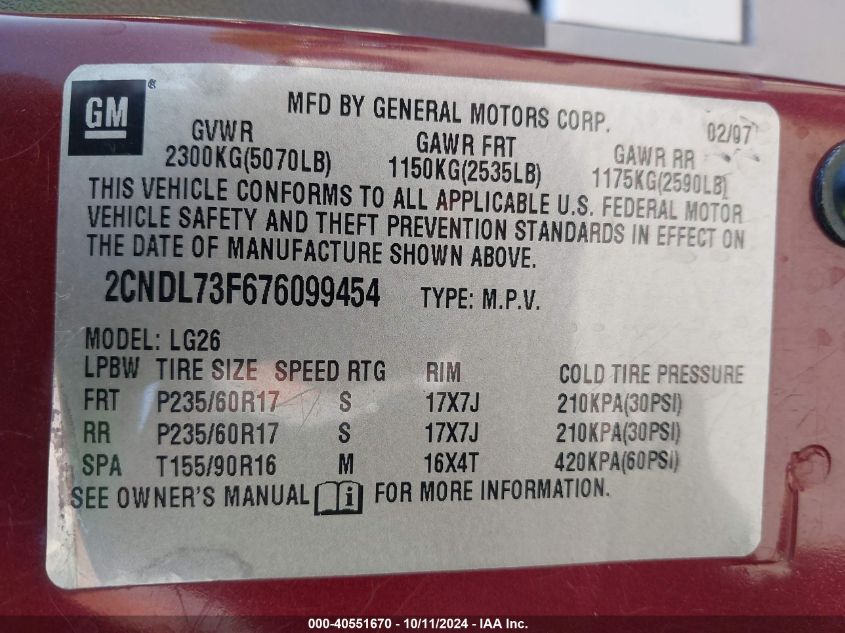 GM®
MFD BY GENERAL MOTORS CORP.
02/07
GVWR GAWR FRT GAWR RR
2300KG(5070LB) 1150KG(2535LB) 1175KG(2590LB)
THIS VEHICLE CONFORMS TO ALL APPLICABLE U.S. FEDERAL MOTOR
VEHICLE SAFETY AND THEFT PREVENTION STANDARDS IN EFFECT ON
THE DATE OF MANUFACTURE SHOWN ABOVE.
2CNDL73F676099454 TYPE: M.P.V.
MODEL: LG26
LPBW TIRE SIZE SPEED RTG RIM COLD TIRE PRESSURE
FRT P235/60R17 S 17X7J 210KPA(30PSI)
RR P235/60R17 S 17X7J 210KPA(30PSI)
SPA T155/90R16 M 16X4T 420KPA(60PSI)
SEE OWNER'S MANUAL i FOR MORE INFORMATION.
000-40551670 - 10/11/2024 - IAA Inc.